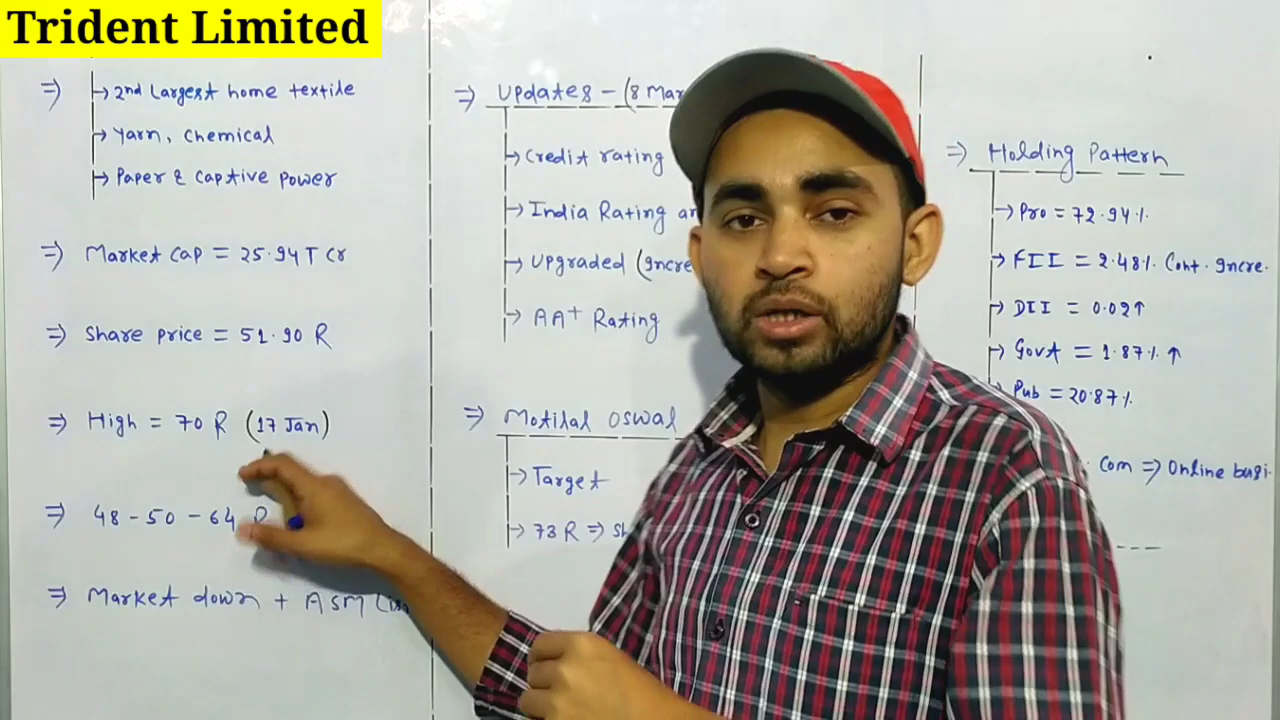 Trident Limited
⇒ → 2nd Largest home textile
→ Yarn, Chemical
→ Paper & Captive Power
⇒ Market Cap = 25.94 T Cr
⇒ Share price = 51.90 R
⇒ High = 70 R (17 Jan)
⇒ 48 - 50 - 64 R
⇒ Market down + ASM
⇒ Updates - (8 Mar
→ Credit rating
→ India Rating
→ Upgraded (Incre
→ AA+ Rating
⇒ Motilal Oswal
→ Target
→ 73 R ⇒
⇒ Holding Pattern
→ Pro = 72.94%.
→ FII = 2.48%. Cont. Incre.
→ DII = 0.02↑
→ Govt = 1.87%. ↑
→ Pub = 20.87%.
. Com ⇒ Online busi-